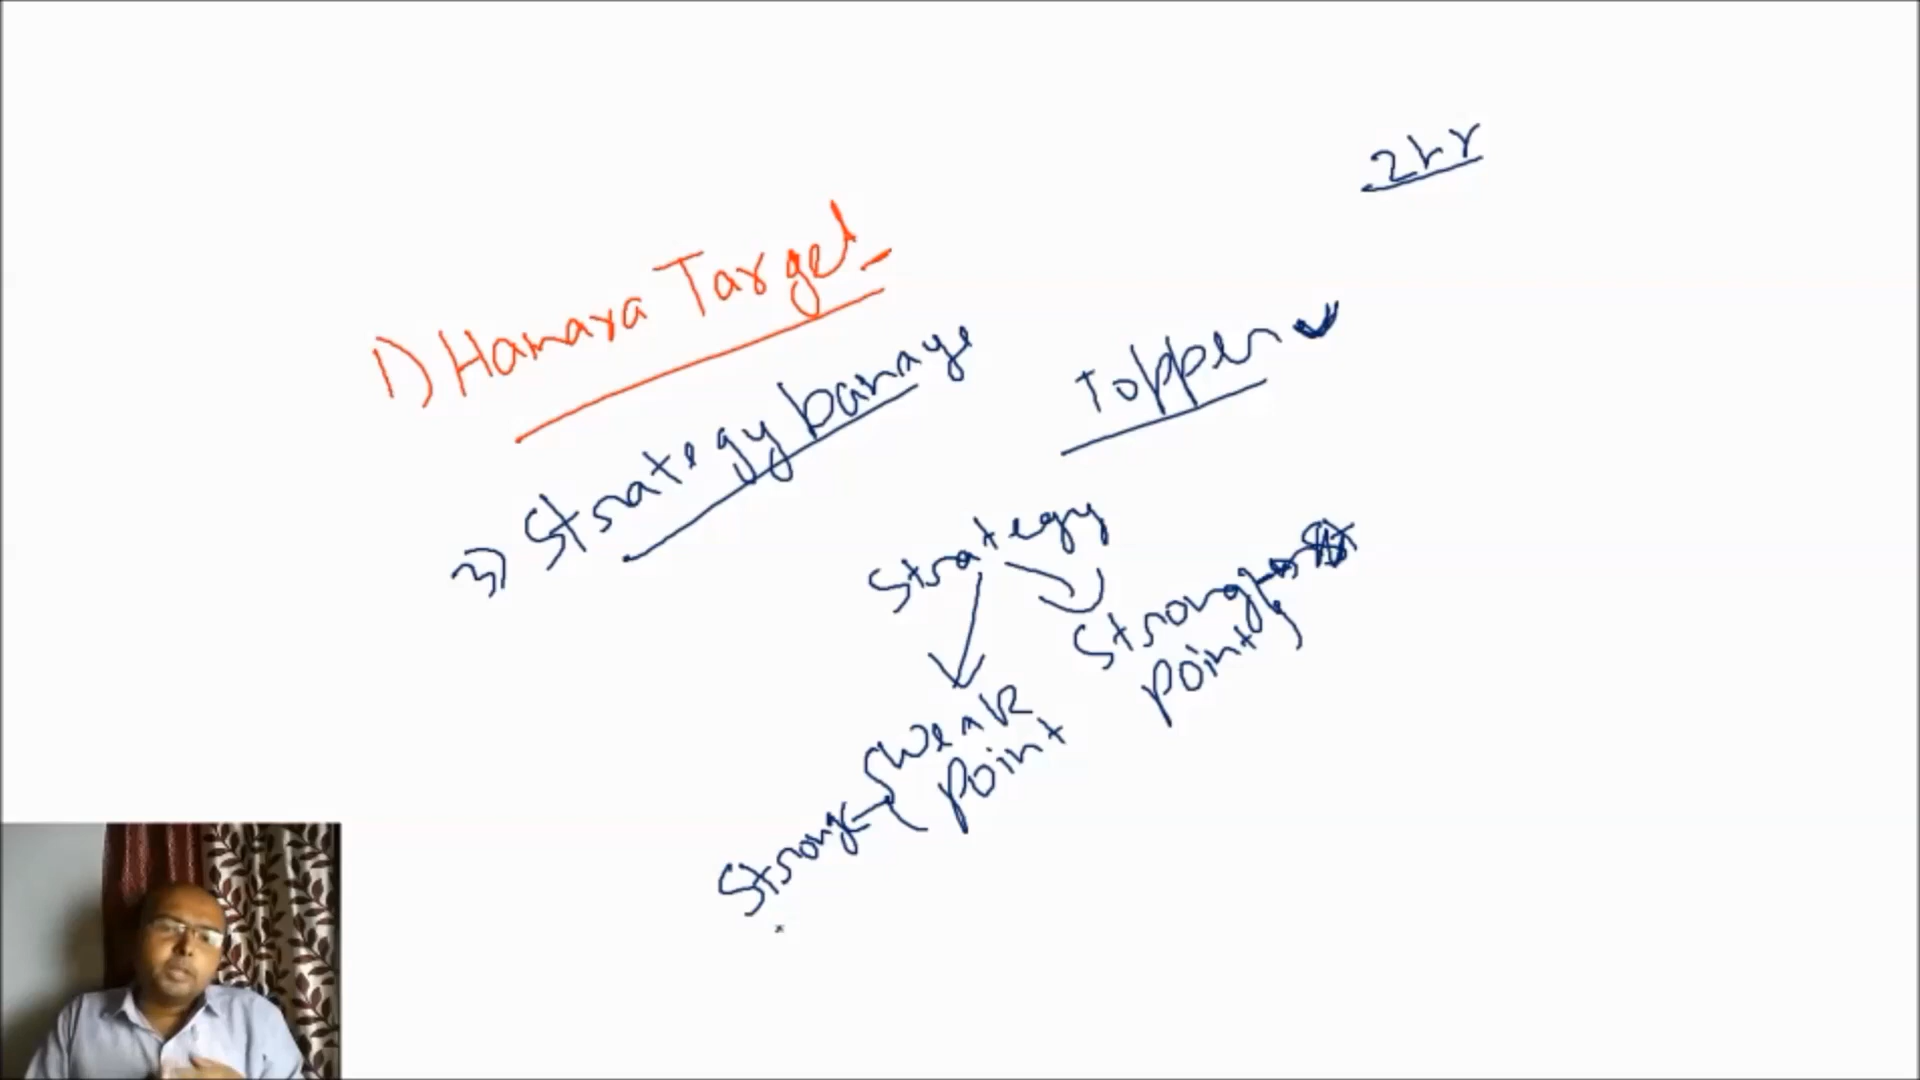 2hr
1) Hamara Target
2) Strategy banaye
Topper
Strategy
Strong
point
Weak
point
Strong